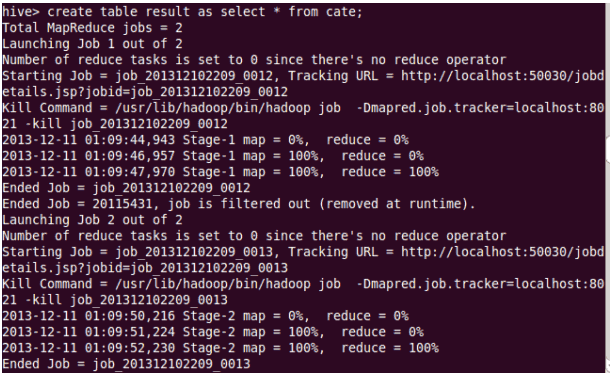 hive> create table result as select * from cate;
Total MapReduce jobs = 2
Launching Job 1 out of 2
Number of reduce tasks is set to 0 since there's no reduce operator
Starting Job = job_201312102209_0012, Tracking URL = http://localhost:50030/jobd
etails.jsp?jobid=job_201312102209_0012
Kill Command = /usr/lib/hadoop/bin/hadoop job  -Dmapred.job.tracker=localhost:80
21 -kill job_201312102209_0012
2013-12-11 01:09:44,943 Stage-1 map = 0%,  reduce = 0%
2013-12-11 01:09:46,957 Stage-1 map = 100%,  reduce = 0%
2013-12-11 01:09:47,970 Stage-1 map = 100%,  reduce = 100%
Ended Job = job_201312102209_0012
Ended Job = 20115431, job is filtered out (removed at runtime).
Launching Job 2 out of 2
Number of reduce tasks is set to 0 since there's no reduce operator
Starting Job = job_201312102209_0013, Tracking URL = http://localhost:50030/jobd
etails.jsp?jobid=job_201312102209_0013
Kill Command = /usr/lib/hadoop/bin/hadoop job  -Dmapred.job.tracker=localhost:80
21 -kill job_201312102209_0013
2013-12-11 01:09:50,216 Stage-2 map = 0%,  reduce = 0%
2013-12-11 01:09:51,224 Stage-2 map = 100%,  reduce = 0%
2013-12-11 01:09:52,230 Stage-2 map = 100%,  reduce = 100%
Ended Job = job_201312102209_0013